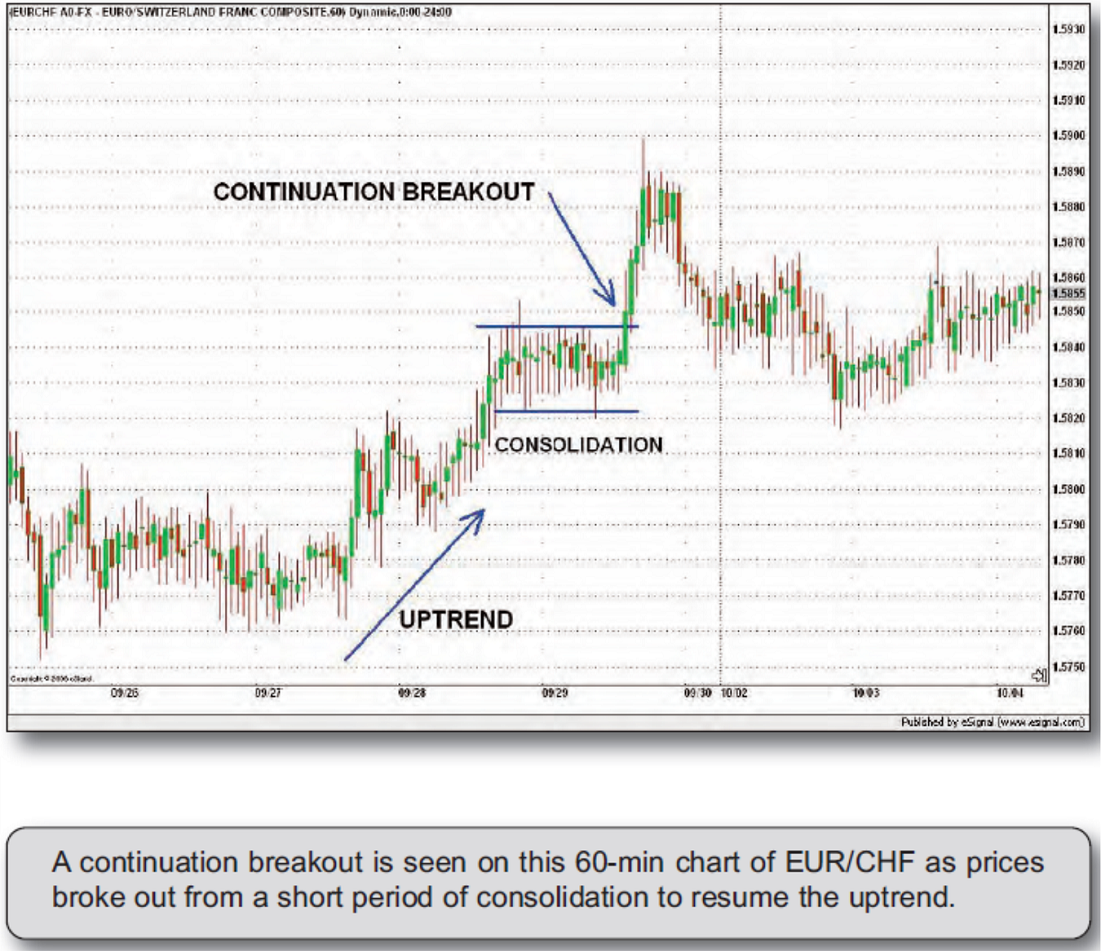 (EURCHF A0-FX - EURO/SWITZERLAND FRANC COMPOSITE,60) Dynamic,0:00-24:00
1.5930
1.5920
1.5910
1.5900
1.5890
CONTINUATION BREAKOUT
1.5880
1.5870
1.5860
1.5855
1.5850
1.5840
1.5830
1.5820
CONSOLIDATION
1.5810
1.5800
1.5790
1.5780
1.5770
UPTREND
1.5760
1.5750
Copyright © 2006 eSignal.
09/26 09/27 09/28 09/29 09/30 10/02 10/03 10/04
Published by eSignal (www.esignal.com)
A continuation breakout is seen on this 60-min chart of EUR/CHF as prices
broke out from a short period of consolidation to resume the uptrend.